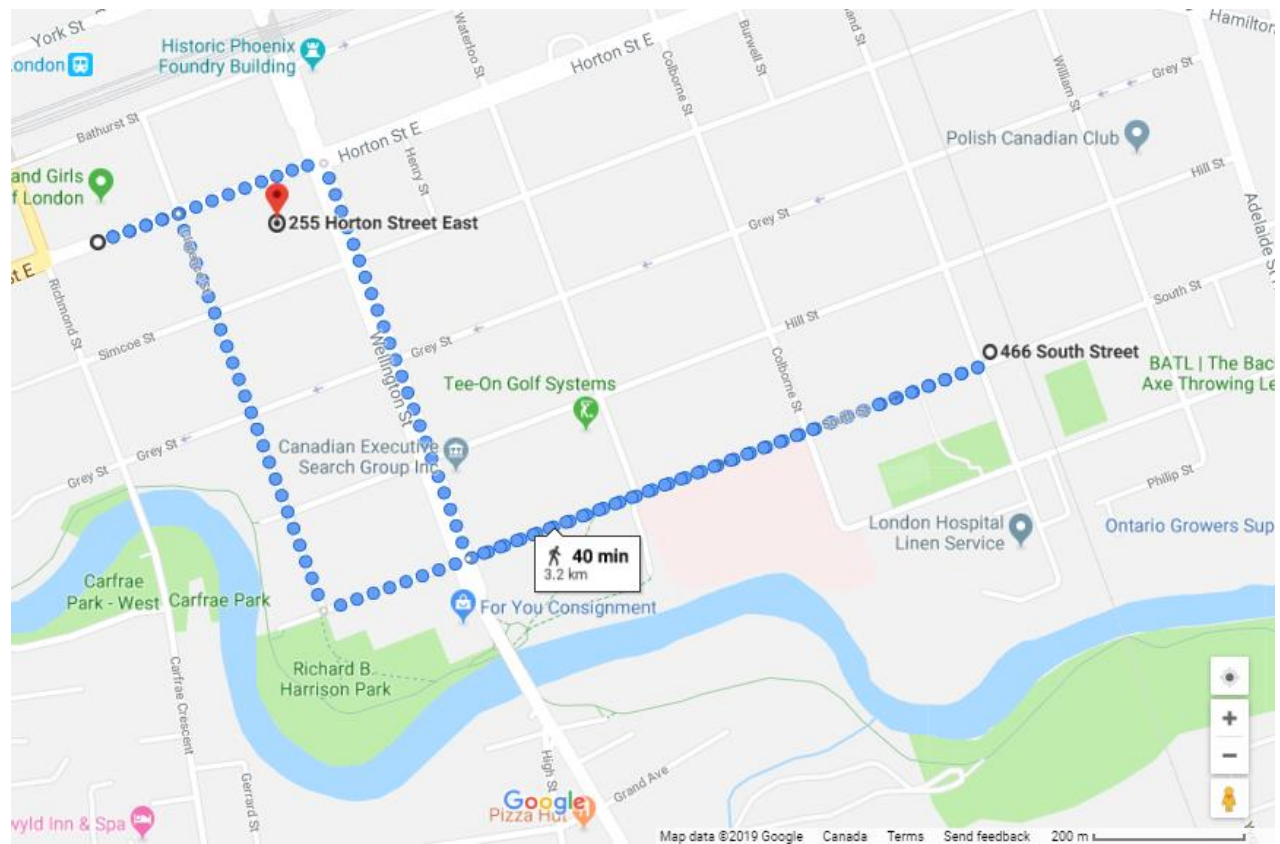 York St
Hamilton
ondon
Historic Phoenix
Foundry Building
Waterloo St
Colborne St
Burwell St
and St
William St
Horton St E
Grey St
Bathurst St
Horton St E
Henry St
Polish Canadian Club
Hill St
and Girls
f London
255 Horton Street East
Grey St
Adelaide St
St E
Richmond St
Simcoe St
South St
Wellington St
Grey St
Hill St
Colborne St
466 South Street
BATL | The Bac
Axe Throwing Le
Tee-On Golf Systems
South St
Grey St
Grey St
Canadian Executive
Search Group Inc
Philip St
London Hospital
Linen Service
Ontario Growers Sup
40 min
3.2 km
Carfrae
Park - West
Carfrae Park
For You Consignment
Richard B.
Harrison Park
Carfrae Crescent
Gerrard St
High St
Grand Ave
Google
Pizza Hut
wyld Inn & Spa
Map data ©2019 Google Canada Terms Send feedback 200 m